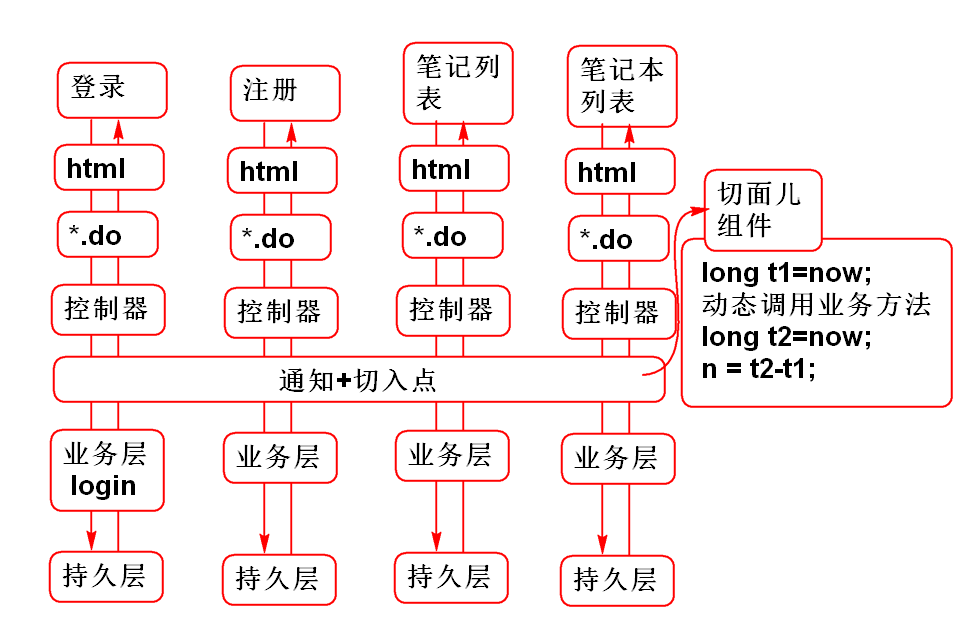 登录
注册
笔记列
表
笔记本
列表
html
html
html
html
*.do
*.do
*.do
*.do
控制器
控制器
控制器
控制器
切面儿
组件
long t1=now;
动态调用业务方法
long t2=now;
n = t2-t1;
通知+切入点
业务层
login
业务层
业务层
业务层
持久层
持久层
持久层
持久层